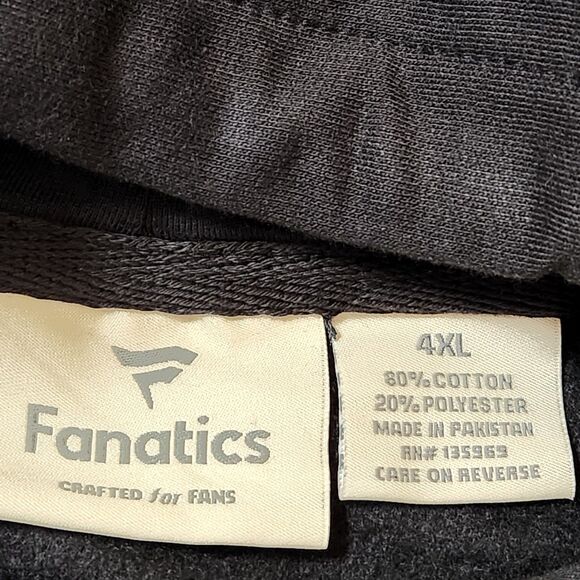 Fanatics
CRAFTED for FANS
4XL
80% COTTON
20% POLYESTER
MADE IN PAKISTAN
RN# 135969
CARE ON REVERSE